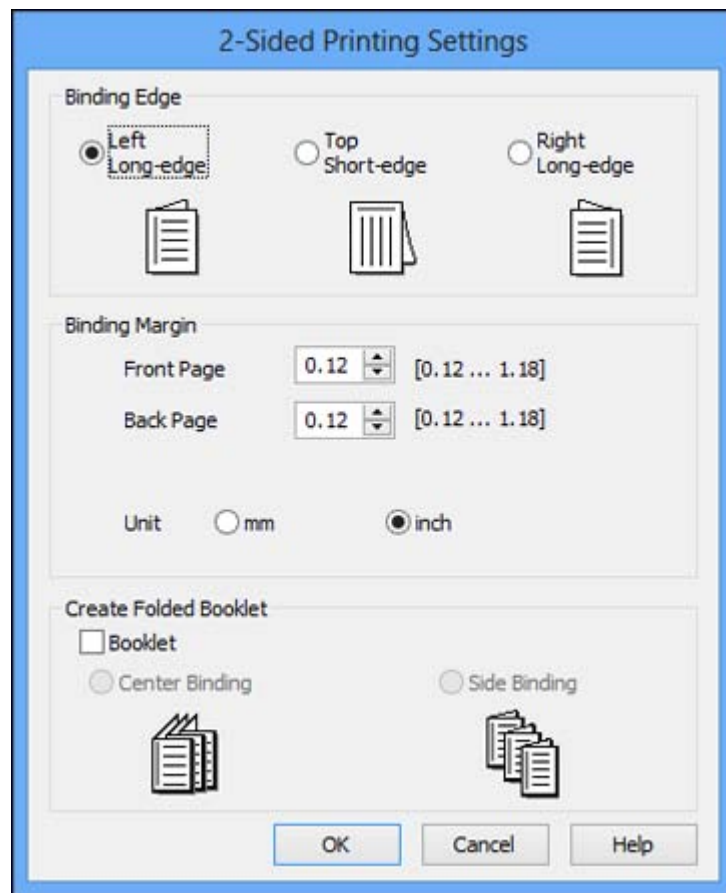 2-Sided Printing Settings
Binding Edge
Left
Long-edge
Top
Short-edge
Right
Long-edge
Binding Margin
Front Page 0.12 [0.12 ... 1.18]
Back Page 0.12 [0.12 ... 1.18]
Unit mm inch
Create Folded Booklet
Booklet
Center Binding Side Binding
OK Cancel Help